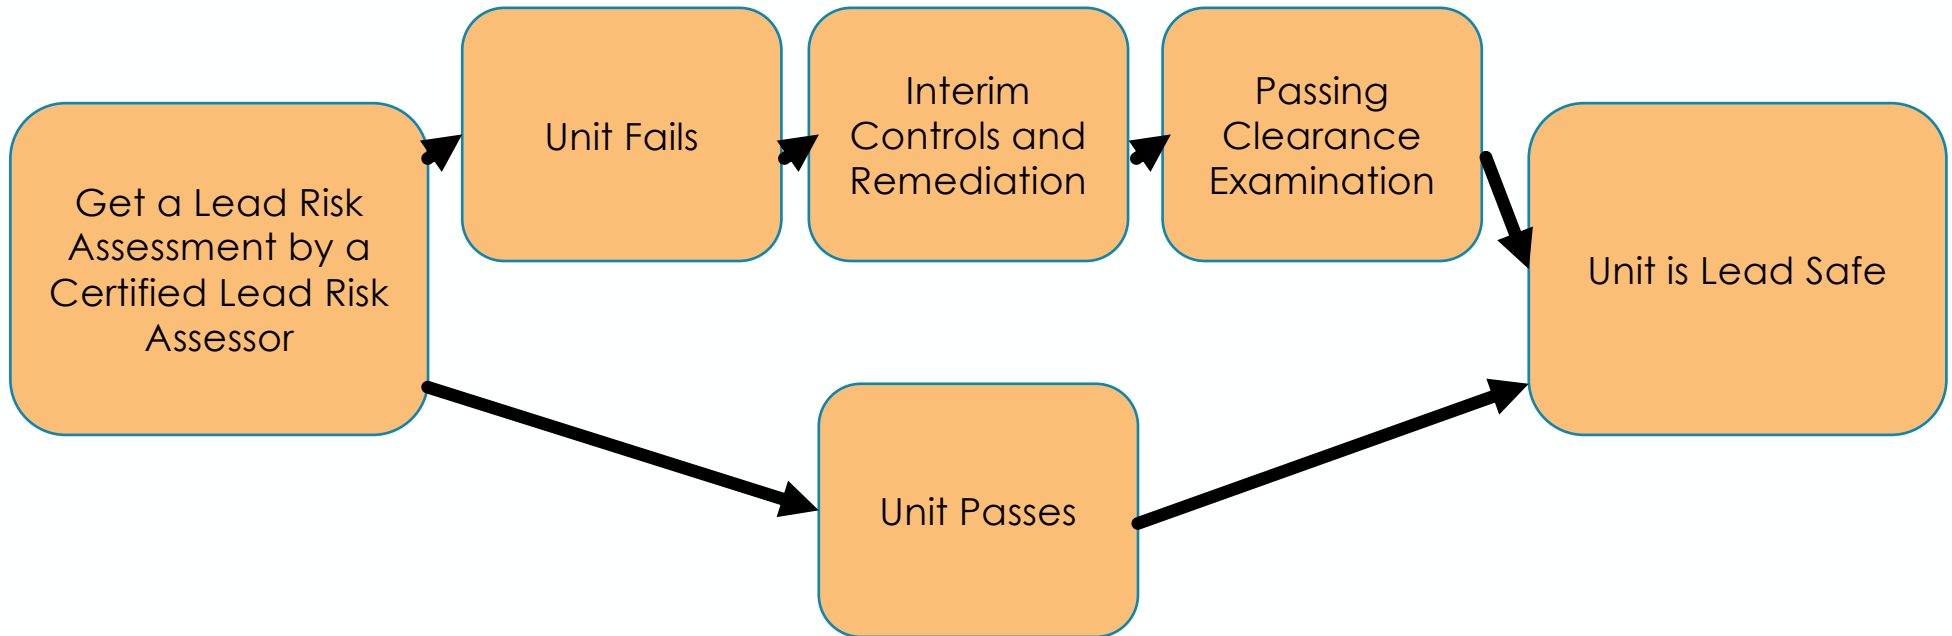 Get a Lead Risk
Assessment by a
Certified Lead Risk
Assessor
Unit Fails
Interim
Controls and
Remediation
Passing
Clearance
Examination
Unit is Lead Safe
Unit Passes